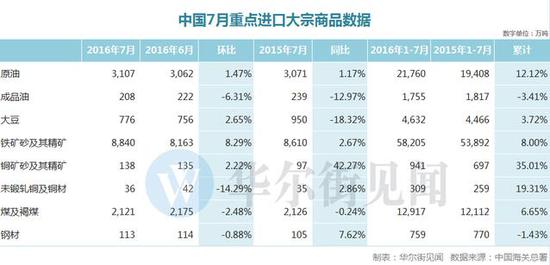 中国7月重点进口大宗商品数据
数字单位：万吨
2016年7月 2016年6月 环比 2015年7月 同比 2016年1-7月 2015年1-7月 累计
原油 3,107 3,062 1.47% 3,071 1.17% 21,760 19,408 12.12%
成品油 208 222 -6.31% 239 -12.97% 1,755 1,817 -3.41%
大豆 776 756 2.65% 950 -18.32% 4,632 4,466 3.72%
铁矿砂及其精矿 8,840 8,163 8.29% 8,610 2.67% 58,205 53,892 8.00%
铜矿砂及其精矿 138 135 2.22% 97 42.27% 941 697 35.01%
未锻轧铜及铜材 36 42 -14.29% 35 2.86% 309 259 19.31%
煤及褐煤 2,121 2,175 -2.48% 2,126 -0.24% 12,917 12,112 6.65%
钢材 113 114 -0.88% 105 7.62% 759 770 -1.43%
华尔街见闻
制表：华尔街见闻 数据来源：中国海关总署